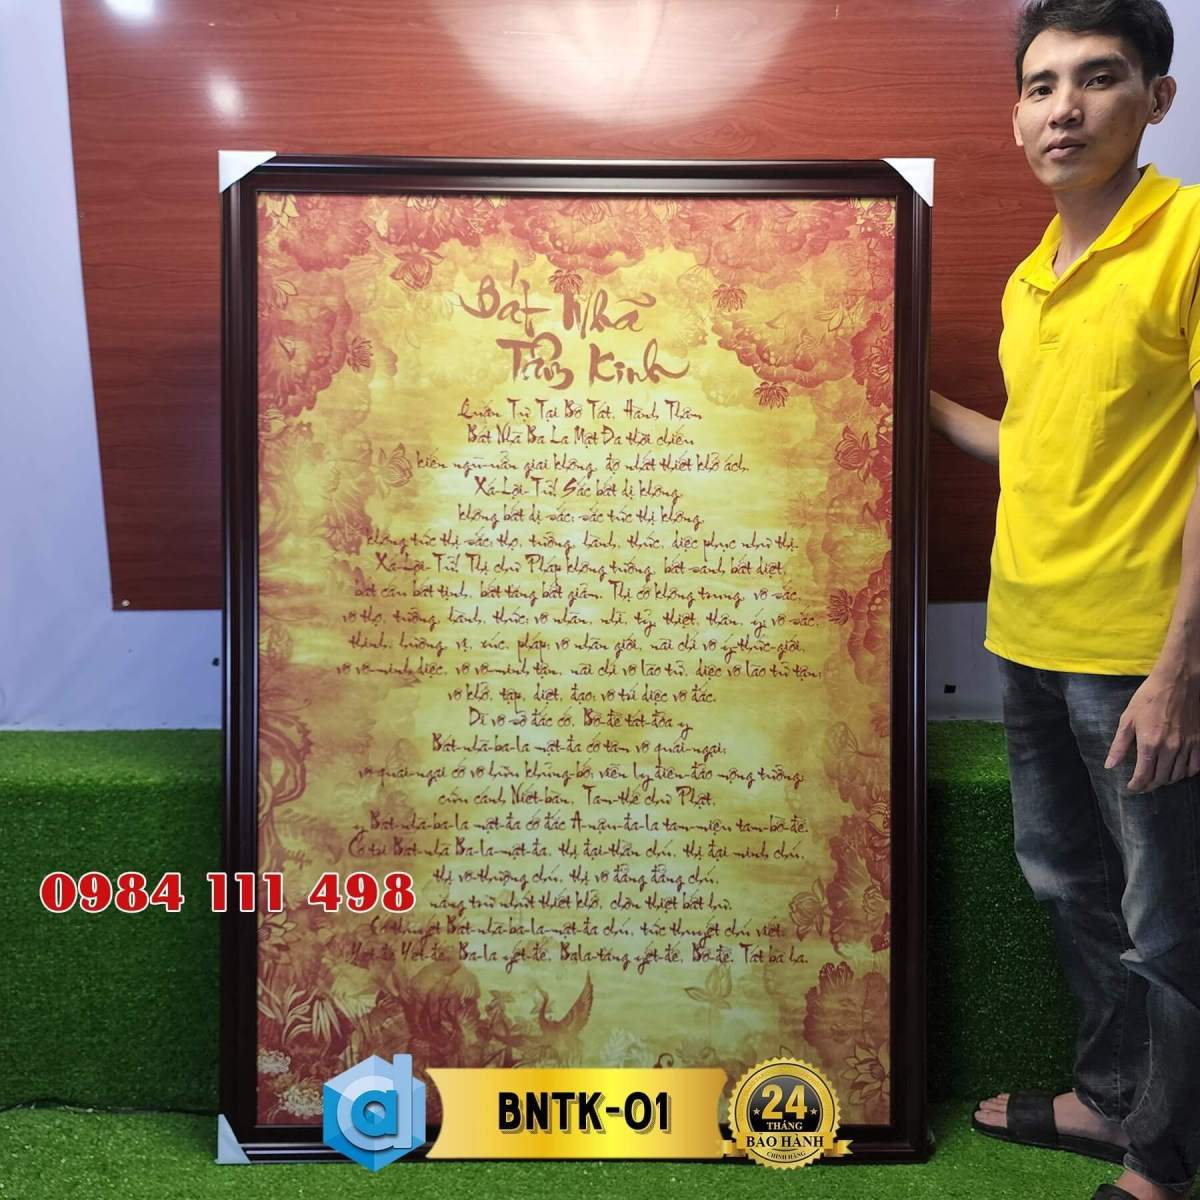 Bát Nhã
Tâm Kinh
Quán Tự Tại Bồ Tát, Hành Thâm
Bát Nhã Ba La Mật Đa thời chiếu
kiến ngũ-uẩn giai không, độ nhất thiết khổ ách.
Xá-Lợi-Tử! Sắc bất dị không,
không bất dị sắc; sắc tức thị không,
không tức thị sắc; thọ, tưởng, hành, thức, diệc phục như thị.
Xá-Lợi-Tử! Thị chư Pháp không tướng, bất sanh bất diệt,
bất cấu bất tịnh, bất tăng bất giảm. Thị cố không trung, vô sắc,
vô thọ, tưởng, hành, thức; vô nhãn, nhĩ, tỷ, thiệt, thân, ý; vô sắc,
thinh, hương, vị, xúc, pháp; vô nhãn giới, nãi chí vô ý-thức-giới,
vô vô-minh diệc, vô vô-minh tận, nãi chí vô lão tử, diệc vô lão tử tận;
vô khổ, tập, diệt, đạo; vô trí diệc vô đắc.
Dĩ vô-sở đắc cố, Bồ-đề-tát-đỏa y
Bát-nhã-ba-la-mật-đa cố tâm vô quái-ngại;
vô quái-ngại cố vô hữu khủng-bố; viễn ly điên-đảo mộng tưởng;
cứu cánh Niết-bàn, Tam-thế chư Phật,
y Bát-nhã-ba-la-mật-đa cố đắc A-nậu-đa-la tam-miệu tam-bồ-đề.
Cố tri Bát-nhã Ba-la-mật-đa, thị đại-thần chú, thị đại minh chú,
thị vô-thượng chú, thị vô đẳng đẳng chú,
năng trừ nhứt thiết khổ, chơn thiệt bất hư.
Cố thuyết Bát-nhã-ba-la-mật-đa chú, tức thuyết chú viết:
Yết-đế Yết-đế, Ba-la yết-đế, Bala-tăng yết-đế, Bồ-đề, Tát bà ha.
0984 111 498
BNTK-01
24
THÁNG
BẢO HÀNH
CHÍNH HÃNG